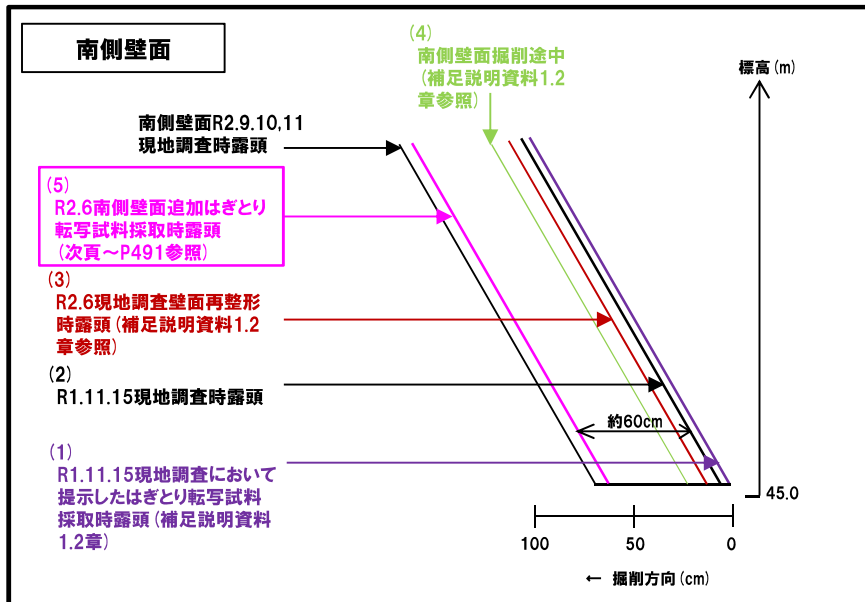 南側壁面
(4)
南側壁面掘削途中
(補足説明資料1.2
章参照)
標高(m)
南側壁面R2.9.10,11
現地調査時露頭
(5)
R2.6南側壁面追加はぎとり
転写試料採取時露頭
(次頁～P491参照)
(3)
R2.6現地調査壁面再整形
時露頭(補足説明資料1.2
章参照)
(2)
R1.11.15現地調査時露頭
約60cm
(1)
R1.11.15現地調査において
提示したはぎとり転写試料
採取時露頭(補足説明資料
1.2章)
45.0
100 50 0
← 掘削方向(cm)